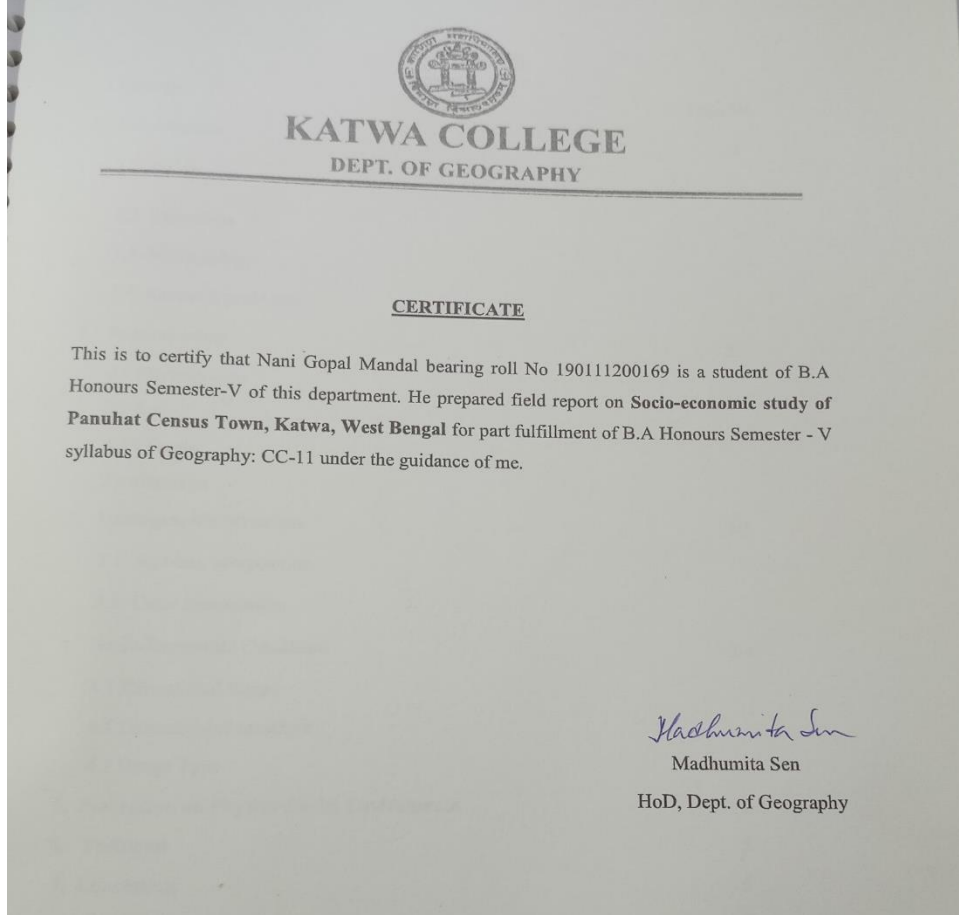 KATWA COLLEGE
DEPT. OF GEOGRAPHY
CERTIFICATE
This is to certify that Nani Gopal Mandal bearing roll No 190111200169 is a student of B.A
Honours Semester-V of this department. He prepared field report on Socio-economic study of
Panuhat Census Town, Katwa, West Bengal for part fulfillment of B.A Honours Semester - V
syllabus of Geography: CC-11 under the guidance of me.
Madhumita Sen
Madhumita Sen
HoD, Dept. of Geography